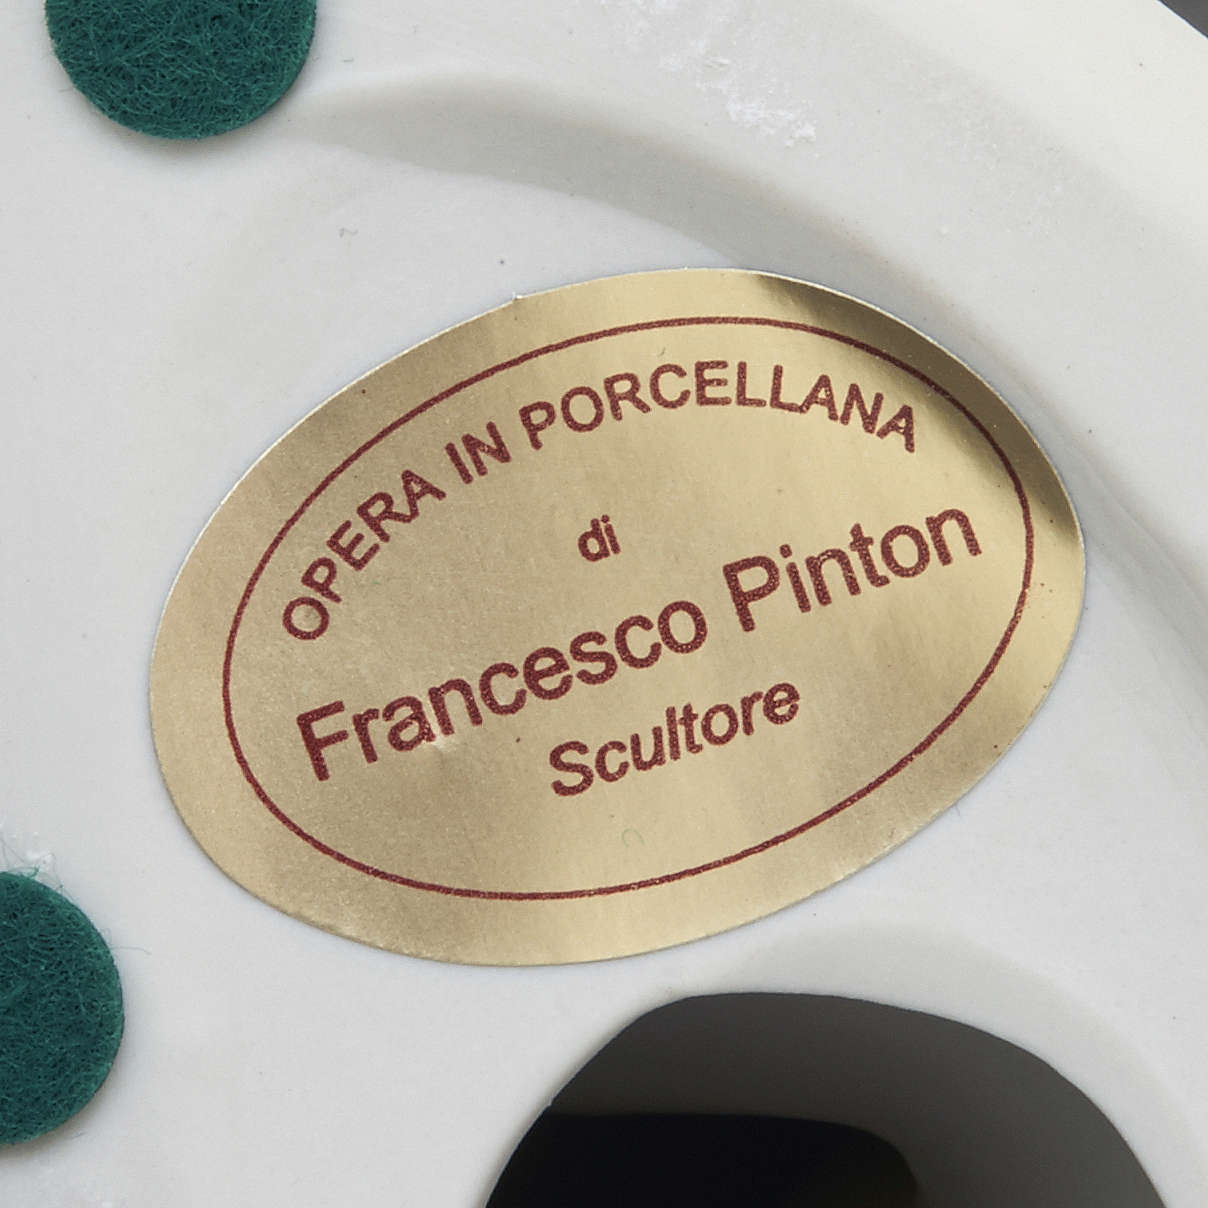 OPERA IN PORCELLANA
di
Francesco Pinton
Scultore